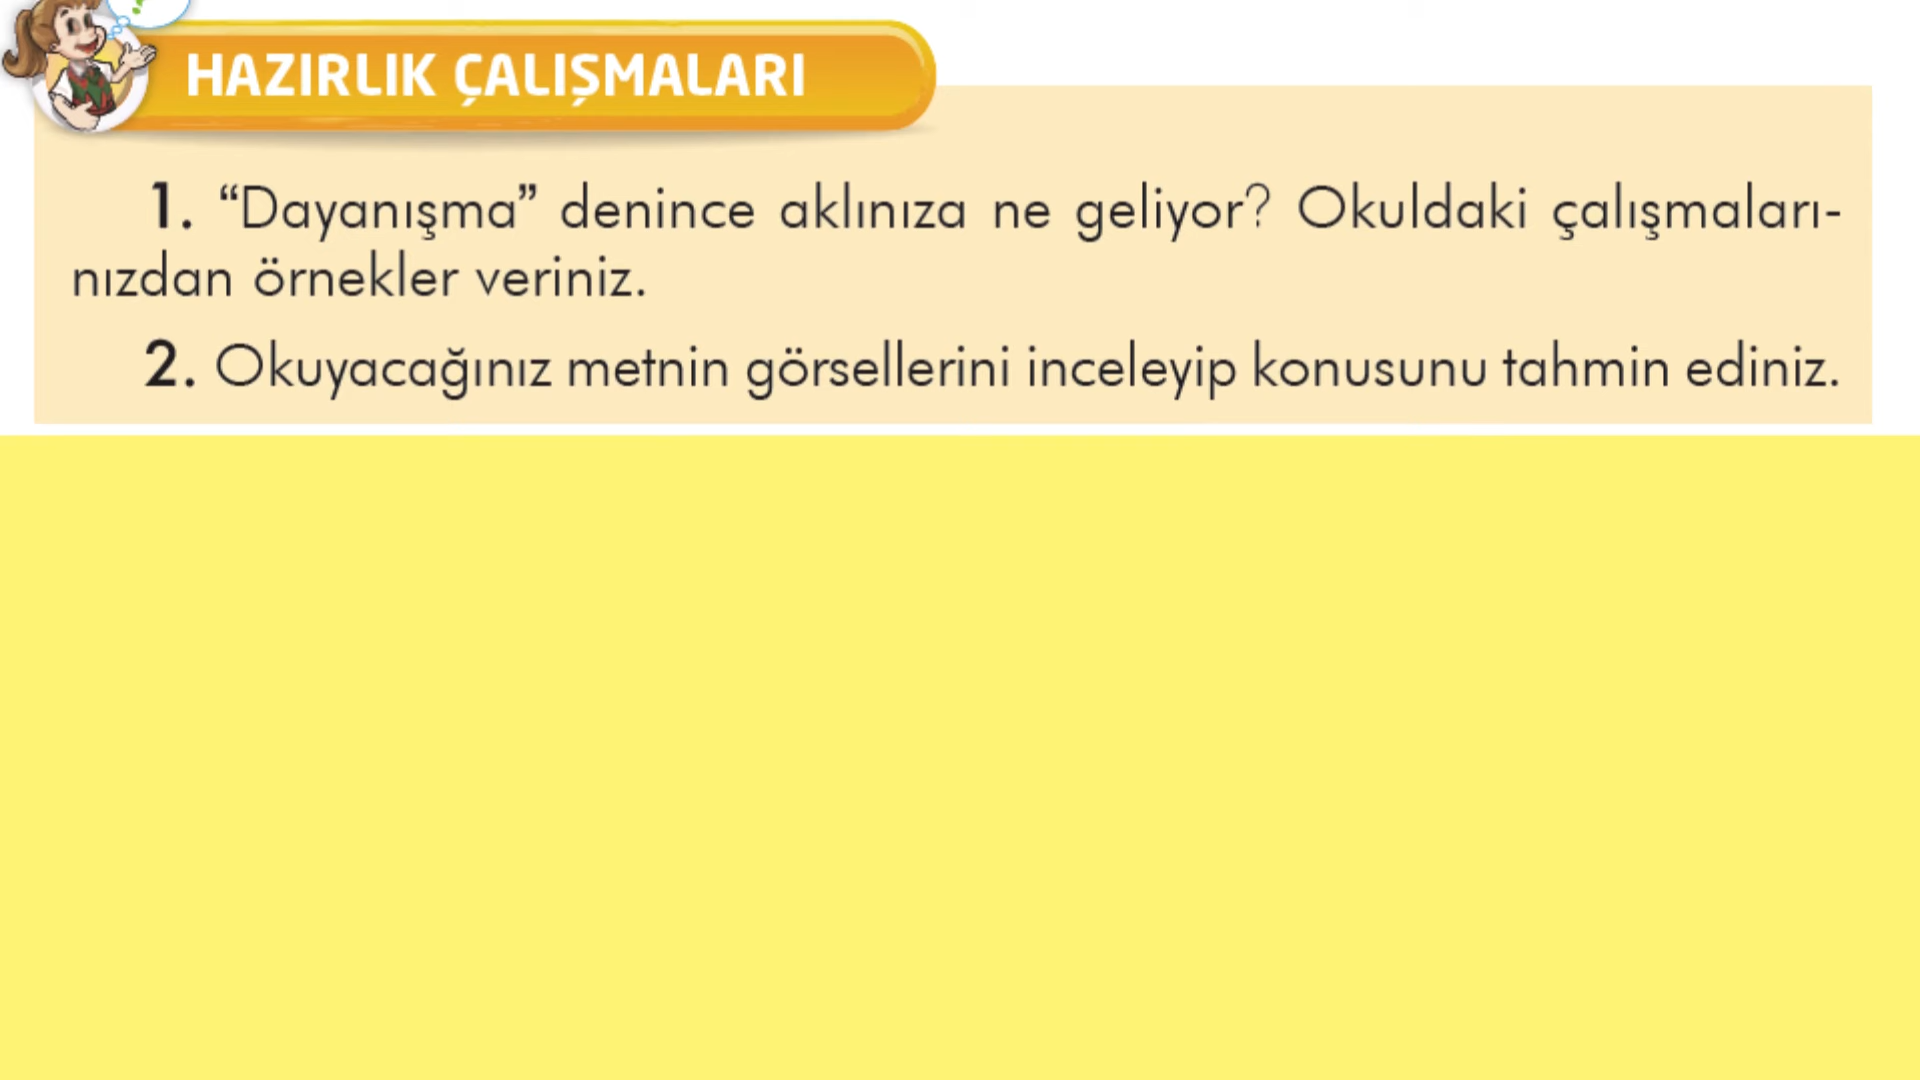 HAZIRLIK ÇALIŞMALARI
1. “Dayanışma” denince aklınıza ne geliyor? Okuldaki çalışmaları-
nızdan örnekler veriniz.
2. Okuyacağınız metnin görsellerini inceleyip konusunu tahmin ediniz.